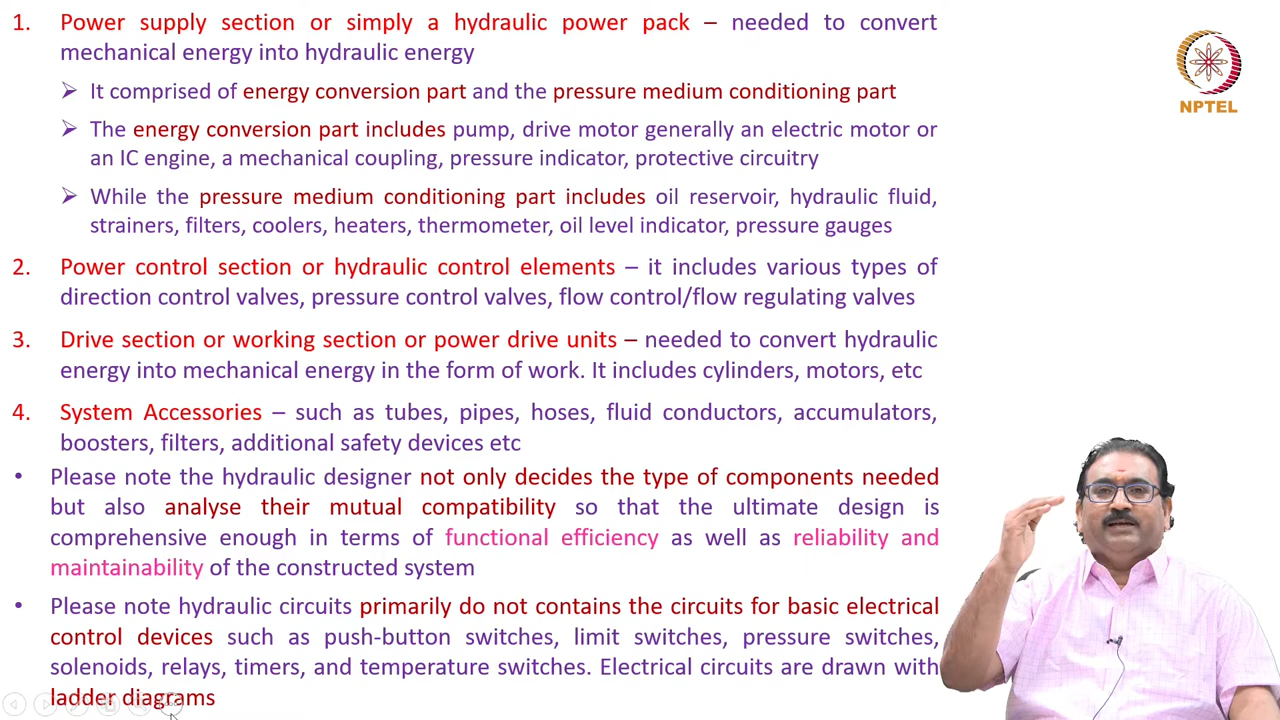 1. Power supply section or simply a hydraulic power pack – needed to convert
mechanical energy into hydraulic energy
➢ It comprised of energy conversion part and the pressure medium conditioning part
➢ The energy conversion part includes pump, drive motor generally an electric motor or
an IC engine, a mechanical coupling, pressure indicator, protective circuitry
➢ While the pressure medium conditioning part includes oil reservoir, hydraulic fluid,
strainers, filters, coolers, heaters, thermometer, oil level indicator, pressure gauges
2. Power control section or hydraulic control elements – it includes various types of
direction control valves, pressure control valves, flow control/flow regulating valves
3. Drive section or working section or power drive units – needed to convert hydraulic
energy into mechanical energy in the form of work. It includes cylinders, motors, etc
4. System Accessories – such as tubes, pipes, hoses, fluid conductors, accumulators,
boosters, filters, additional safety devices etc
• Please note the hydraulic designer not only decides the type of components needed
but also analyse their mutual compatibility so that the ultimate design is
comprehensive enough in terms of functional efficiency as well as reliability and
maintainability of the constructed system
• Please note hydraulic circuits primarily do not contains the circuits for basic electrical
control devices such as push-button switches, limit switches, pressure switches,
solenoids, relays, timers, and temperature switches. Electrical circuits are drawn with
ladder diagrams
NPTEL